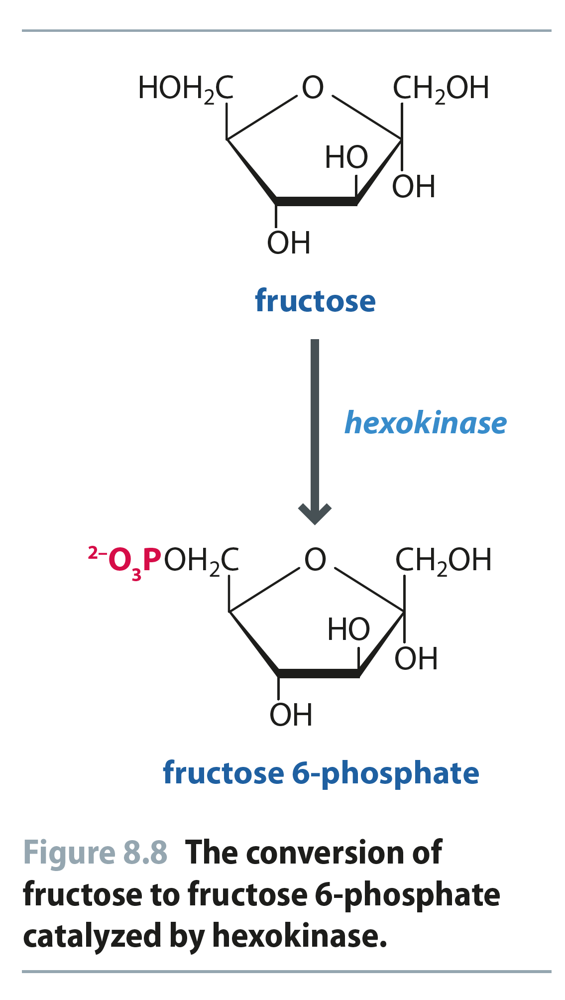 HOH₂C O CH₂OH
HO
OH
OH
fructose
hexokinase
²⁻O₃POH₂C O CH₂OH
HO
OH
OH
fructose 6-phosphate
Figure 8.8 The conversion of
fructose to fructose 6-phosphate
catalyzed by hexokinase.